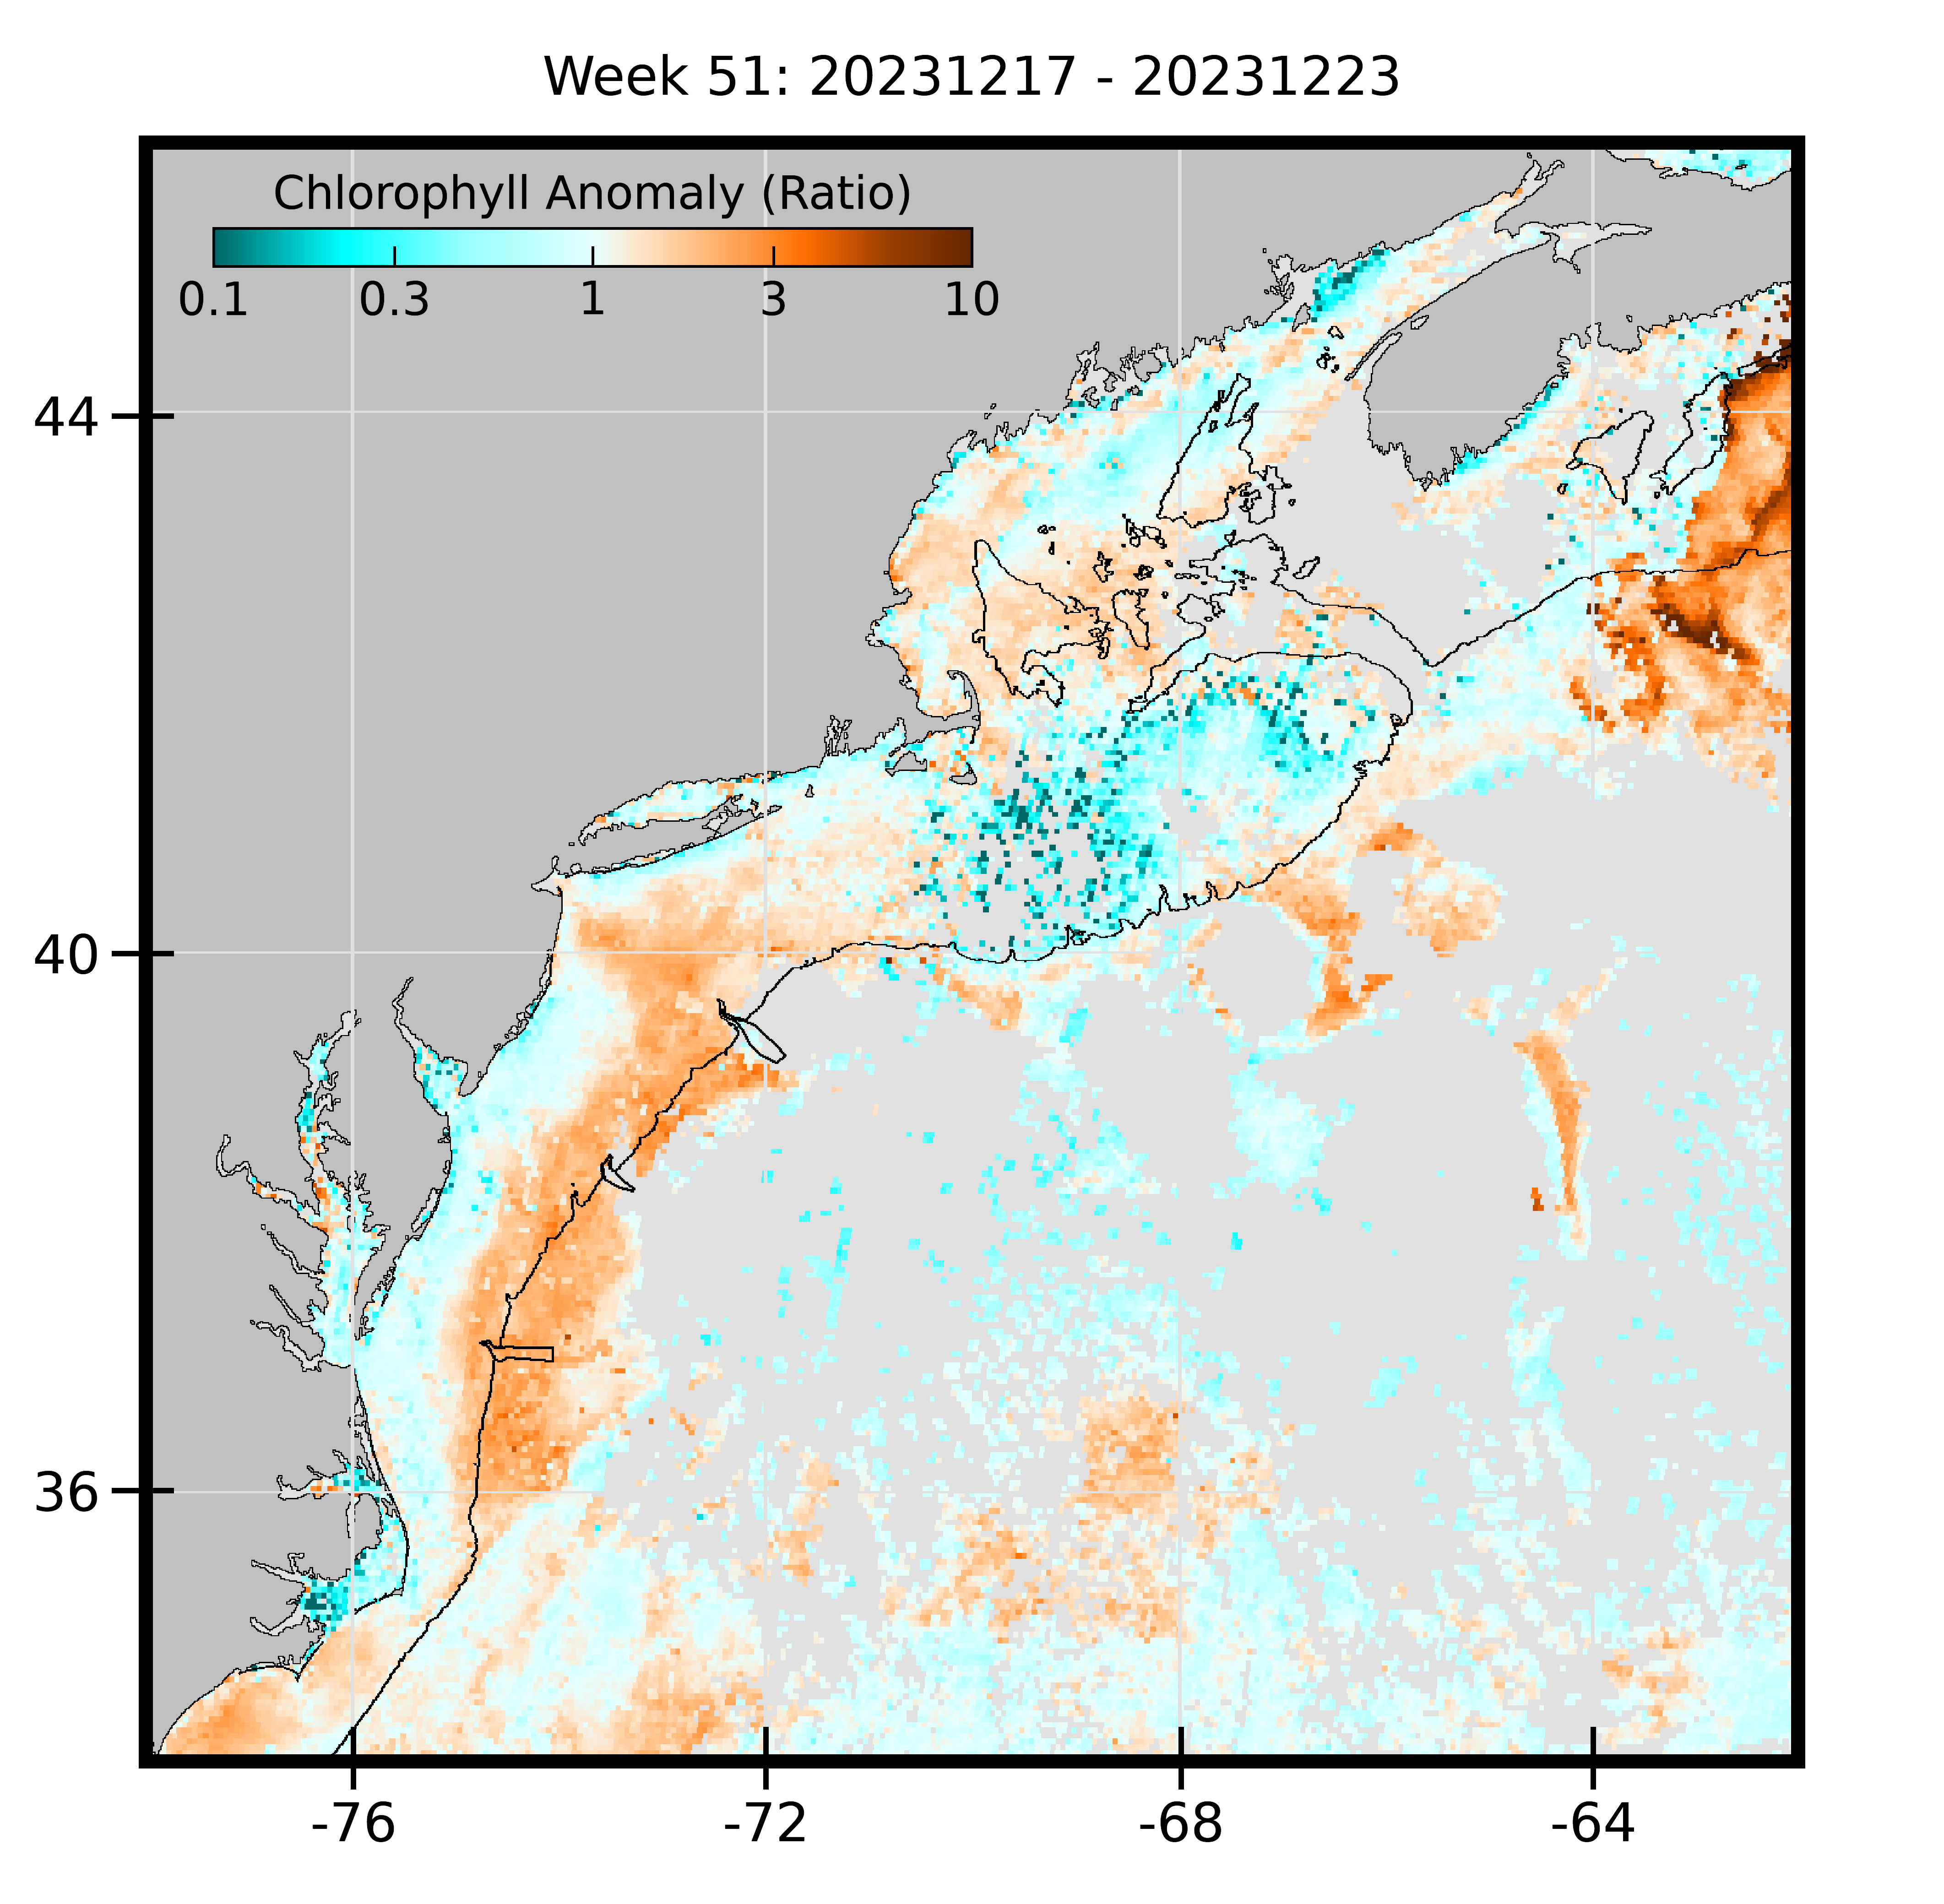 Week 51: 20231217 - 20231223
Chlorophyll Anomaly (Ratio)
0.1 0.3 1 3 10
44
40
36
-76 -72 -68 -64